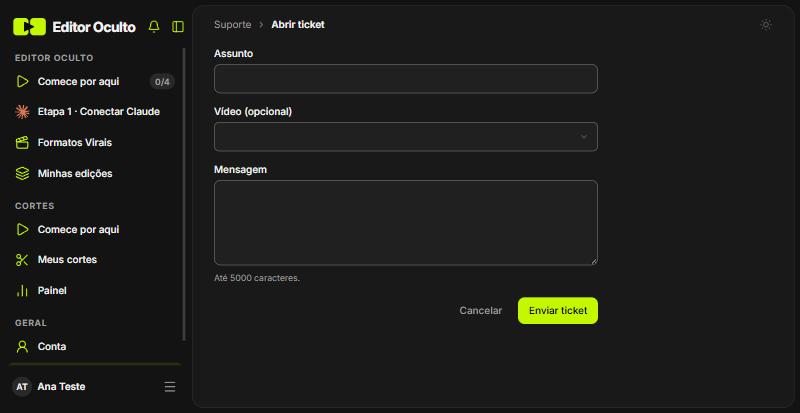 Editor Oculto
EDITOR OCULTO
Comece por aqui
0/4
Etapa 1 · Conectar Claude
Formatos Virais
Minhas edições
CORTES
Comece por aqui
Meus cortes
Painel
GERAL
Conta
AT
Ana Teste
Suporte > Abrir ticket
Assunto
Vídeo (opcional)
Mensagem
Até 5000 caracteres.
Cancelar
Enviar ticket